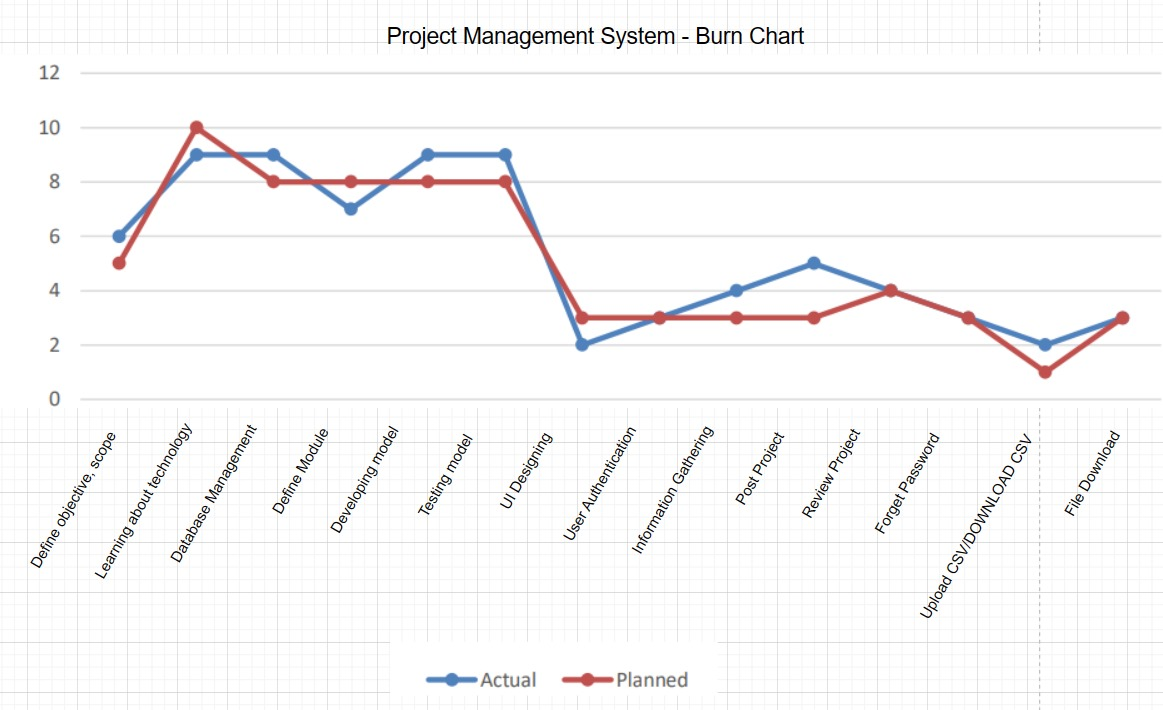 Project Management System - Burn Chart
12
10
8
6
4
2
0
Define objective, scope
Learning about technology
Database Management
Define Module
Developing model
Testing model
UI Designing
User Authentication
Information Gathering
Post Project
Review Project
Forget Password
Upload CSV/DOWNLOAD CSV
File Download
Actual
Planned